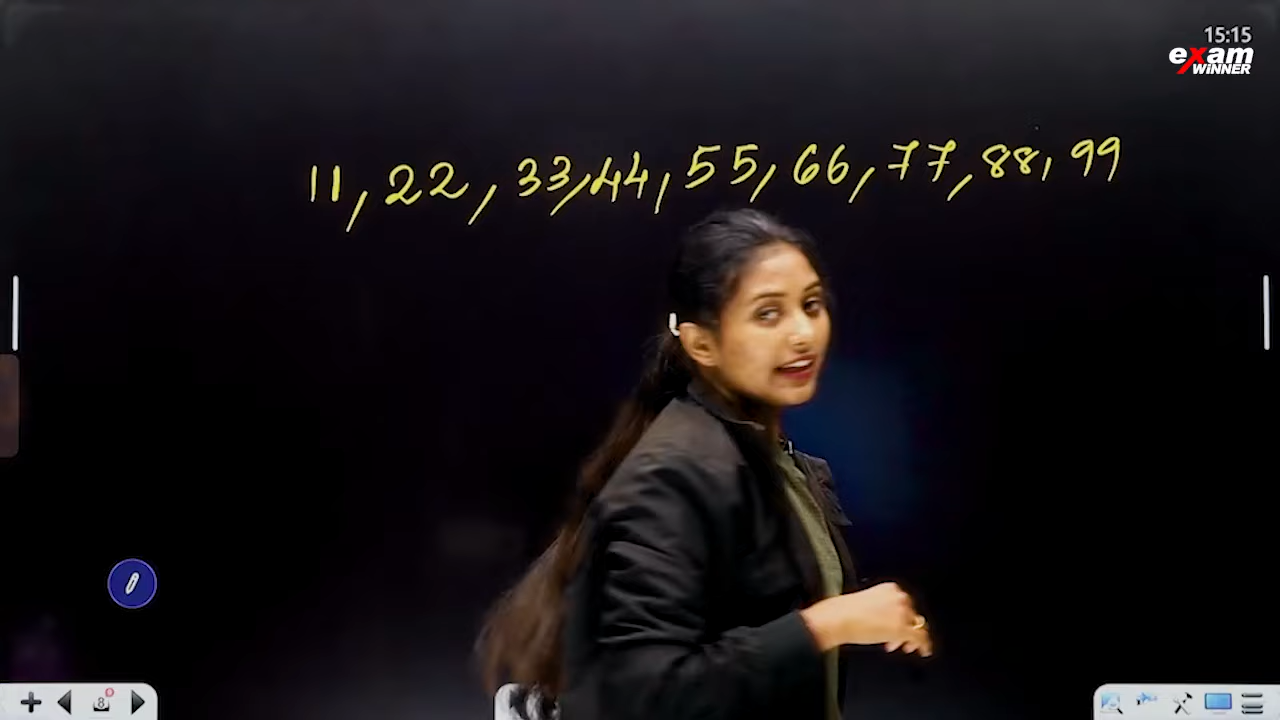 15:15
exam
WINNER
11, 22, 33, 44, 55, 66, 77, 88, 99
8